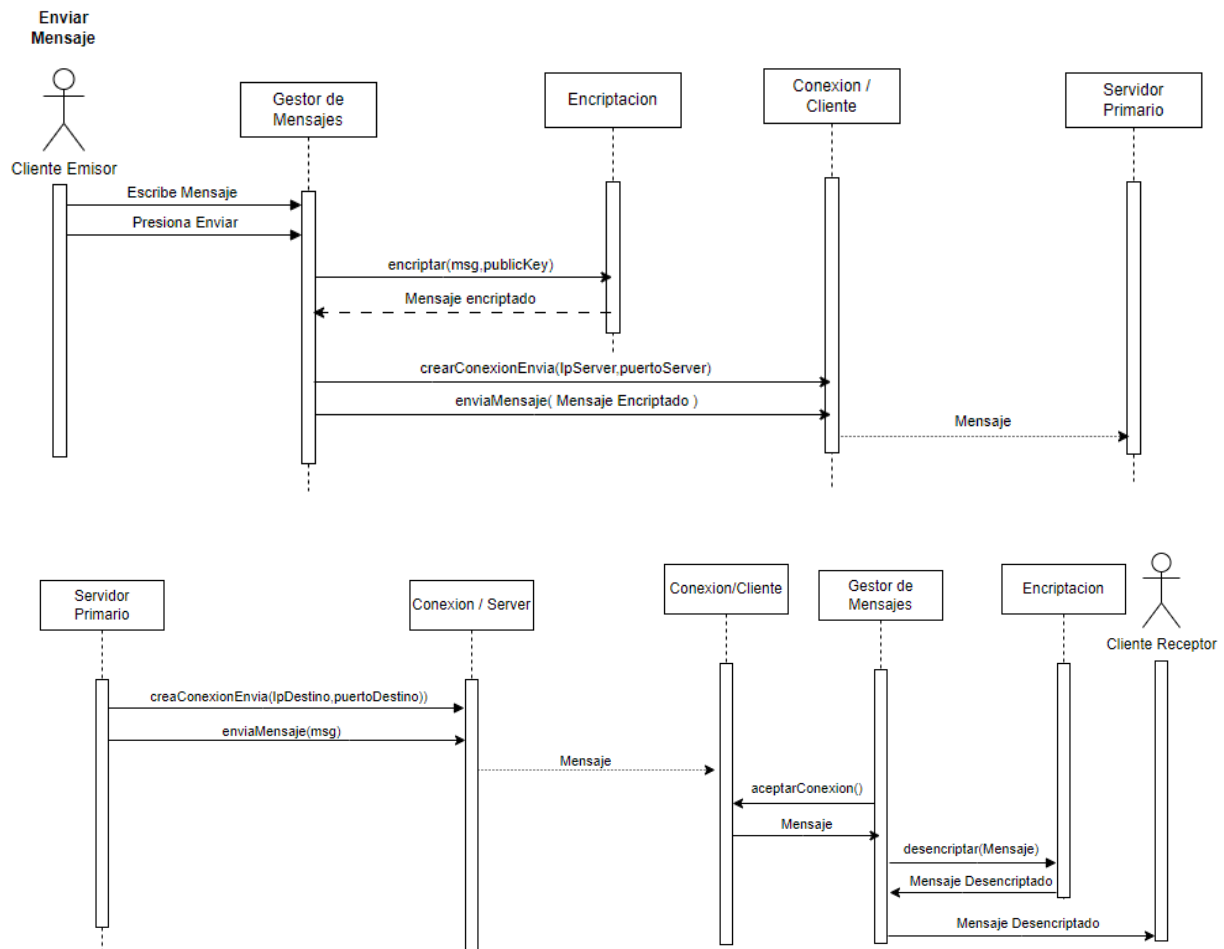 Enviar
Mensaje
Cliente Emisor
Gestor de
Mensajes
Encriptacion
Conexion /
Cliente
Servidor
Primario
Escribe Mensaje
Presiona Enviar
encriptar(msg,publicKey)
Mensaje encriptado
crearConexionEnvia(IpServer,puertoServer)
enviaMensaje( Mensaje Encriptado )
Mensaje
Servidor
Primario
Conexion / Server
Conexion/Cliente
Gestor de
Mensajes
Encriptacion
Cliente Receptor
creaConexionEnvia(IpDestino,puertoDestino))
enviaMensaje(msg)
Mensaje
aceptarConexion()
Mensaje
desencriptar(Mensaje)
Mensaje Desencriptado
Mensaje Desencriptado